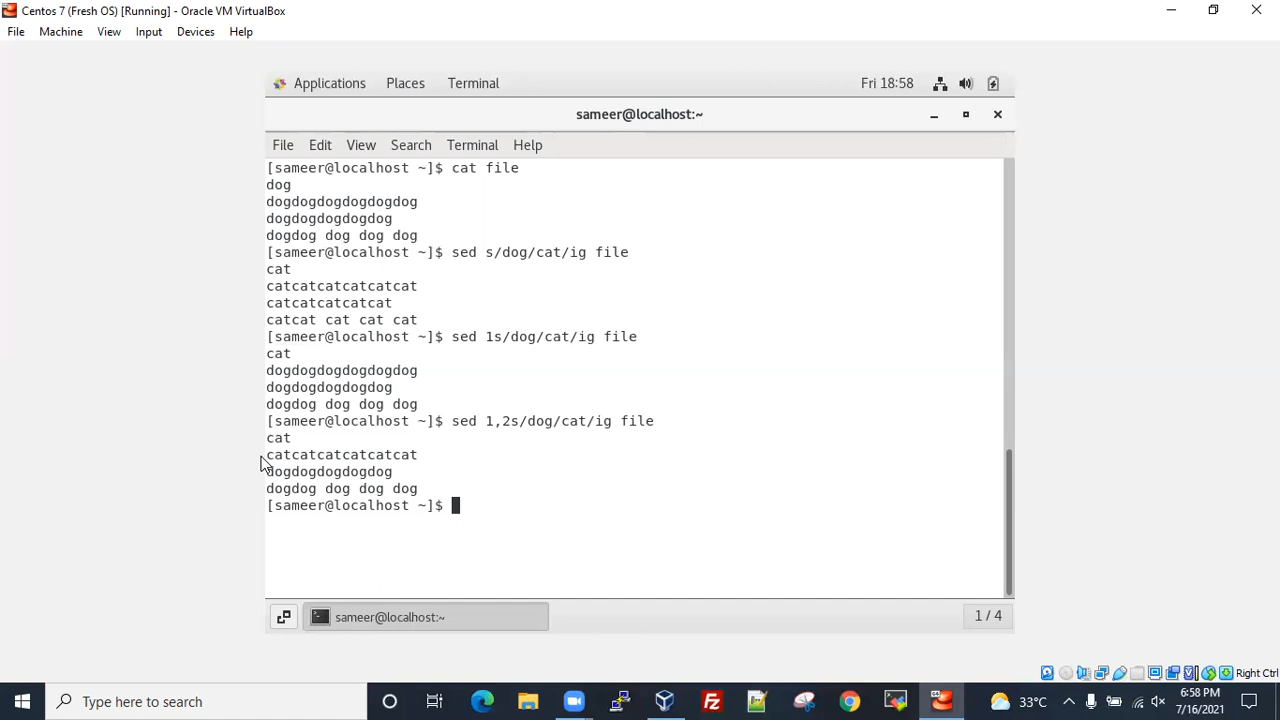 Centos 7 (Fresh OS) [Running] - Oracle VM VirtualBox
File Machine View Input Devices Help
Applications Places Terminal Fri 18:58
sameer@localhost:~
File Edit View Search Terminal Help
[sameer@localhost ~]$ cat file
dog
dogdogdogdogdogdog
dogdogdogdogdog
dogdog dog dog dog
[sameer@localhost ~]$ sed s/dog/cat/ig file
cat
catcatcatcatcatcat
catcatcatcatcat
catcat cat cat cat
[sameer@localhost ~]$ sed 1s/dog/cat/ig file
cat
dogdogdogdogdogdog
dogdogdogdogdog
dogdog dog dog dog
[sameer@localhost ~]$ sed 1,2s/dog/cat/ig file
cat
catcatcatcatcatcat
dogdogdogdogdog
dogdog dog dog dog
[sameer@localhost ~]$
sameer@localhost:~ 1 / 4
Right Ctrl
Type here to search 33°C 6:58 PM
7/16/2021